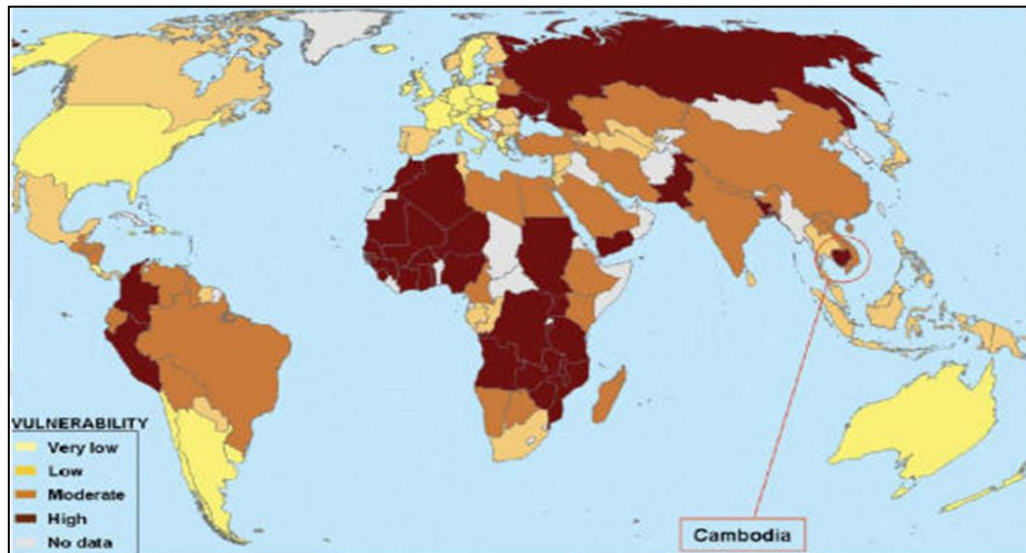 VULNERABILITY
Very low
Low
Moderate
High
No data
Cambodia